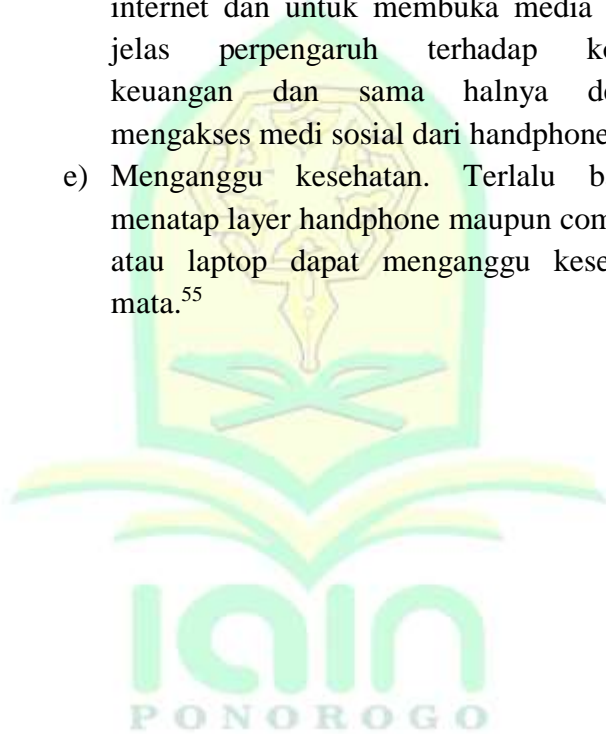 internet dan untuk membuka media
jelas perpengaruh terhadap
keuangan dan sama halnya
mengakses medi sosial dari handphone
e) Menganggu kesehatan. Terlalu
menatap layer handphone maupun
atau laptop dapat menganggu
mata.55
iain
PONOROGO